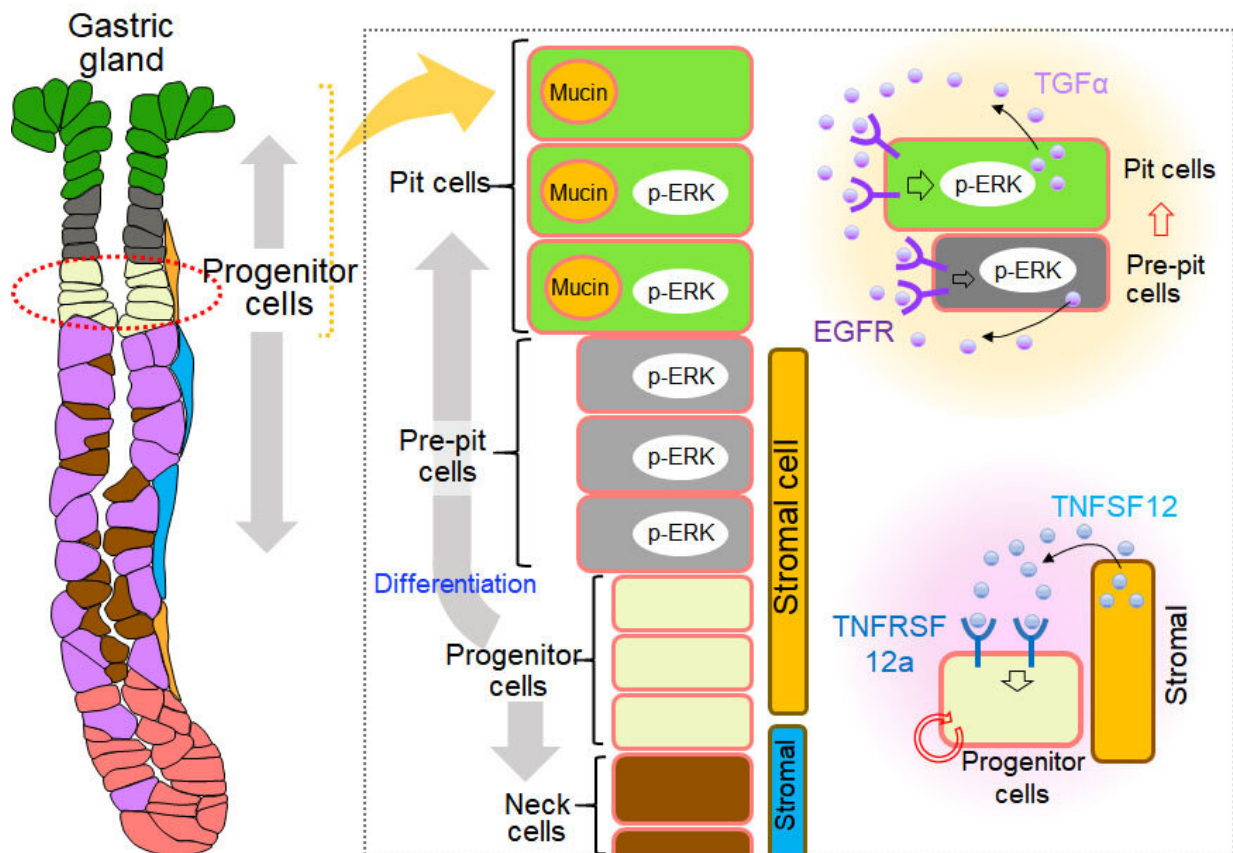 Gastric
gland
Progenitor
cells
Pit cells
Mucin
Mucin
p-ERK
Mucin
p-ERK
Pre-pit
cells
p-ERK
p-ERK
p-ERK
Differentiation
Progenitor
cells
Neck
cells
Stromal cell
Stromal
TGFα
p-ERK
Pit cells
p-ERK
Pre-pit
cells
EGFR
TNFSF12
TNFRSF
12a
Stromal
Progenitor
cells